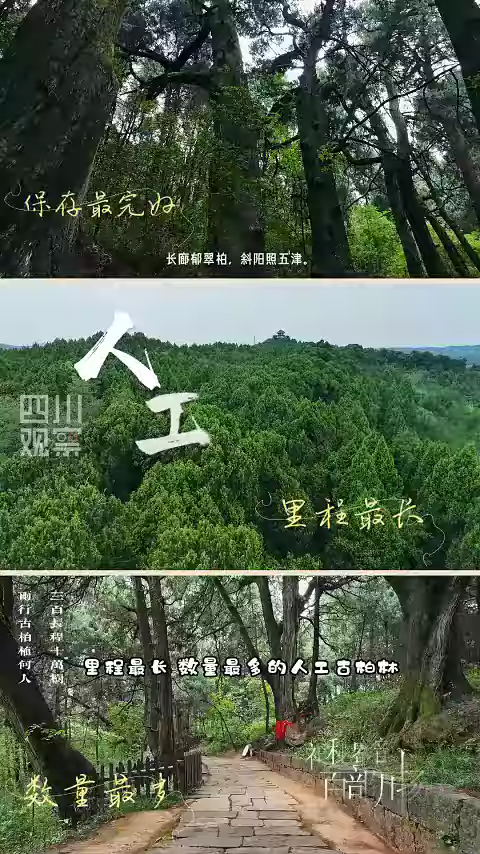 保存最完好
长廊郁翠柏，斜阳照五津。
人工
四川
观察
里程最长
三百长程十万树
两行古柏植何人
里程最长 数量最多的人工古柏林
数量最多